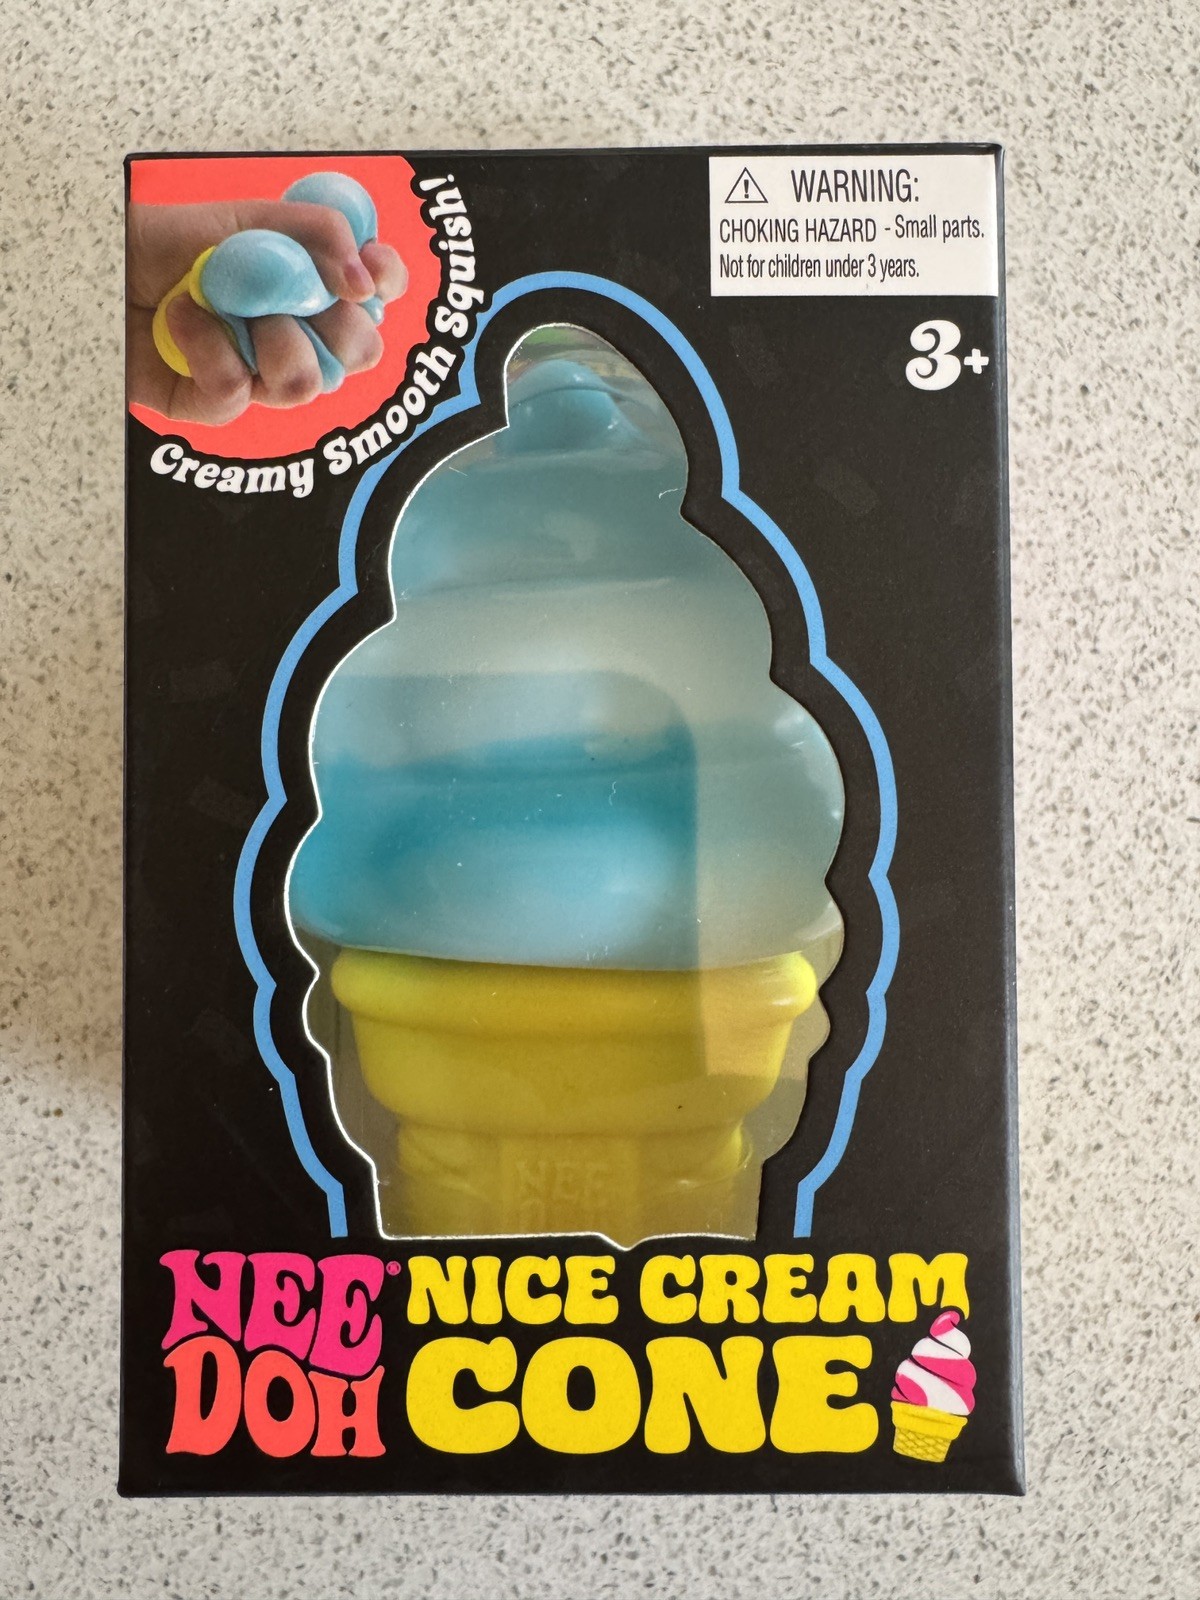 Creamy Smooth Squish!
⚠ WARNING:
CHOKING HAZARD - Small parts.
Not for children under 3 years.
3+
NEE
NEE®
DOH
NICE CREAM
CONE